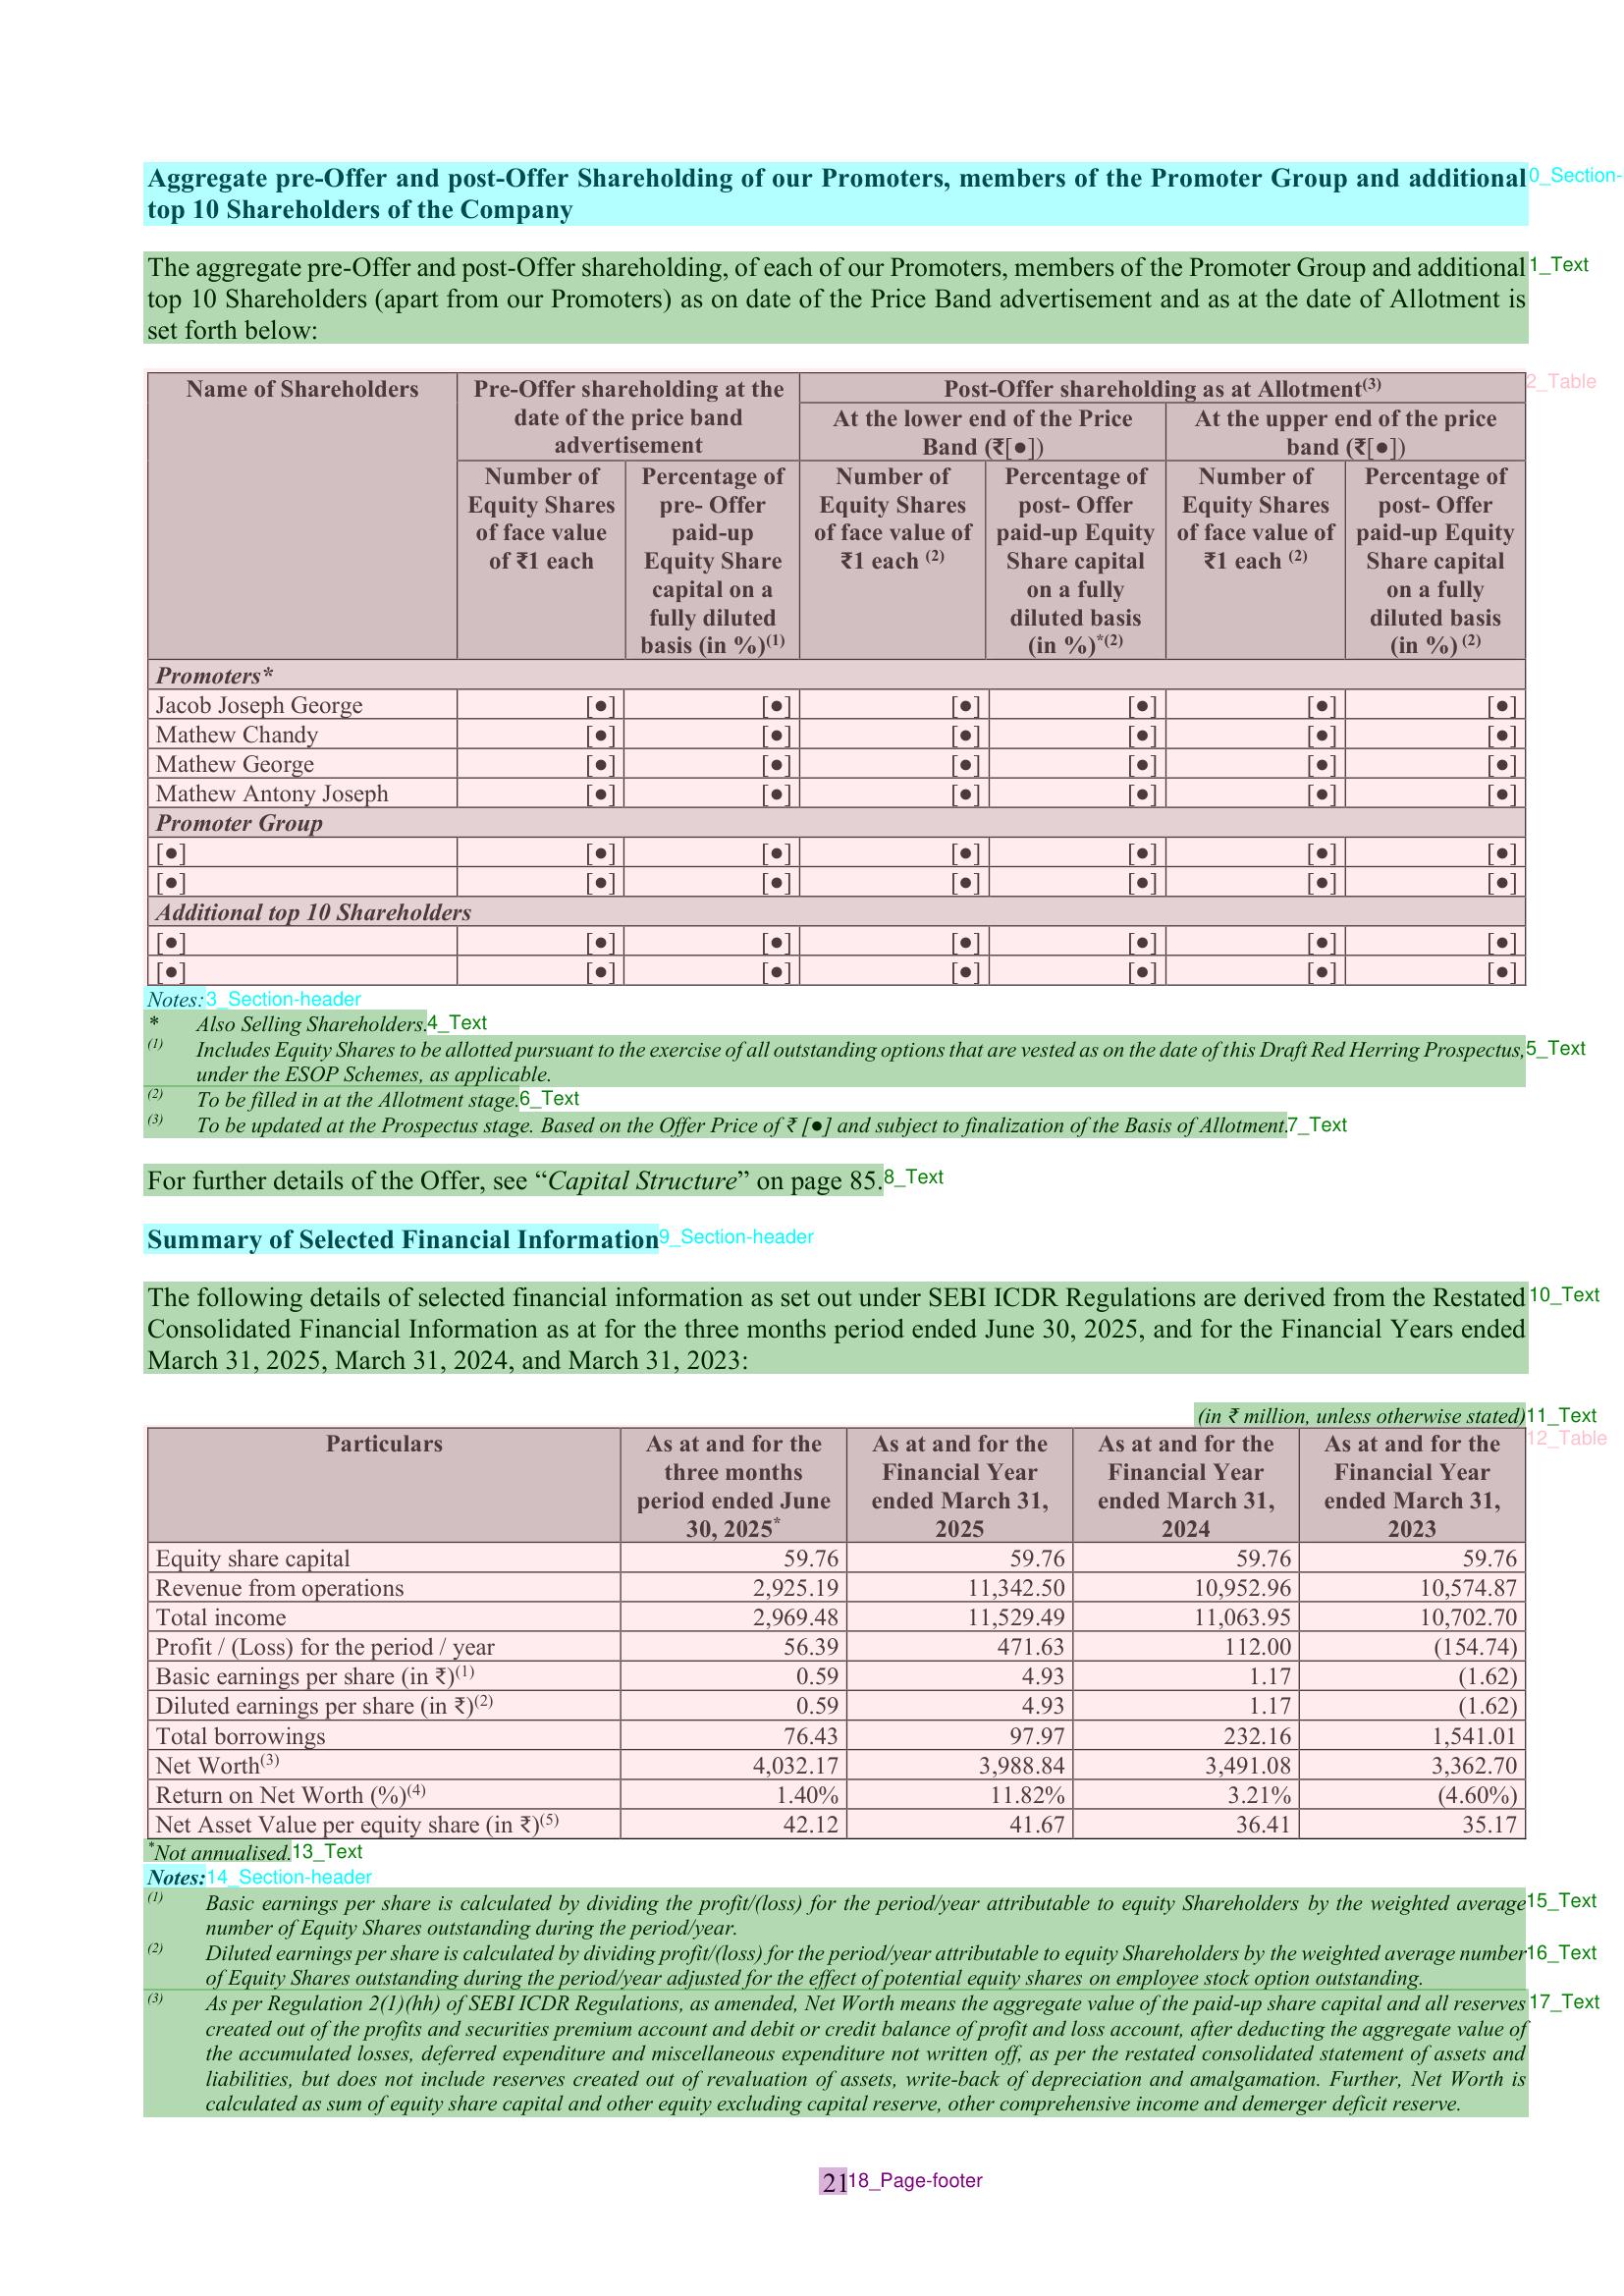 Aggregate pre-Offer and post-Offer Shareholding of our Promoters, members of the Promoter Group and additional 0_Section-
top 10 Shareholders of the Company
The aggregate pre-Offer and post-Offer shareholding, of each of our Promoters, members of the Promoter Group and additional 1_Text
top 10 Shareholders (apart from our Promoters) as on date of the Price Band advertisement and as at the date of Allotment is
set forth below:
2_Table
Name of Shareholders
Pre-Offer shareholding at the
date of the price band
advertisement
Post-Offer shareholding as at Allotment(3)
At the lower end of the Price
Band (₹[●])
At the upper end of the price
band (₹[●])
Number of
Equity Shares
of face value
of ₹1 each
Percentage of
pre- Offer
paid-up
Equity Share
capital on a
fully diluted
basis (in %)(1)
Number of
Equity Shares
of face value of
₹1 each (2)
Percentage of
post- Offer
paid-up Equity
Share capital
on a fully
diluted basis
(in %)*(2)
Number of
Equity Shares
of face value of
₹1 each (2)
Percentage of
post- Offer
paid-up Equity
Share capital
on a fully
diluted basis
(in %) (2)
Promoters*
Jacob Joseph George [●] [●] [●] [●] [●] [●]
Mathew Chandy [●] [●] [●] [●] [●] [●]
Mathew George [●] [●] [●] [●] [●] [●]
Mathew Antony Joseph [●] [●] [●] [●] [●] [●]
Promoter Group
[●] [●] [●] [●] [●] [●] [●]
[●] [●] [●] [●] [●] [●] [●]
Additional top 10 Shareholders
[●] [●] [●] [●] [●] [●] [●]
[●] [●] [●] [●] [●] [●] [●]
Notes: 3_Section-header
* Also Selling Shareholders. 4_Text
(1) Includes Equity Shares to be allotted pursuant to the exercise of all outstanding options that are vested as on the date of this Draft Red Herring Prospectus, 5_Text
under the ESOP Schemes, as applicable.
(2) To be filled in at the Allotment stage. 6_Text
(3) To be updated at the Prospectus stage. Based on the Offer Price of ₹ [●] and subject to finalization of the Basis of Allotment. 7_Text
For further details of the Offer, see “Capital Structure” on page 85. 8_Text
Summary of Selected Financial Information 9_Section-header
The following details of selected financial information as set out under SEBI ICDR Regulations are derived from the Restated 10_Text
Consolidated Financial Information as at for the three months period ended June 30, 2025, and for the Financial Years ended
March 31, 2025, March 31, 2024, and March 31, 2023:
(in ₹ million, unless otherwise stated) 11_Text
12_Table
Particulars
As at and for the
three months
period ended June
30, 2025*
As at and for the
Financial Year
ended March 31,
2025
As at and for the
Financial Year
ended March 31,
2024
As at and for the
Financial Year
ended March 31,
2023
Equity share capital 59.76 59.76 59.76 59.76
Revenue from operations 2,925.19 11,342.50 10,952.96 10,574.87
Total income 2,969.48 11,529.49 11,063.95 10,702.70
Profit / (Loss) for the period / year 56.39 471.63 112.00 (154.74)
Basic earnings per share (in ₹)(1) 0.59 4.93 1.17 (1.62)
Diluted earnings per share (in ₹)(2) 0.59 4.93 1.17 (1.62)
Total borrowings 76.43 97.97 232.16 1,541.01
Net Worth(3) 4,032.17 3,988.84 3,491.08 3,362.70
Return on Net Worth (%)(4) 1.40% 11.82% 3.21% (4.60%)
Net Asset Value per equity share (in ₹)(5) 42.12 41.67 36.41 35.17
*Not annualised. 13_Text
Notes: 14_Section-header
(1) Basic earnings per share is calculated by dividing the profit/(loss) for the period/year attributable to equity Shareholders by the weighted average 15_Text
number of Equity Shares outstanding during the period/year.
(2) Diluted earnings per share is calculated by dividing profit/(loss) for the period/year attributable to equity Shareholders by the weighted average number 16_Text
of Equity Shares outstanding during the period/year adjusted for the effect of potential equity shares on employee stock option outstanding.
(3) As per Regulation 2(1)(hh) of SEBI ICDR Regulations, as amended, Net Worth means the aggregate value of the paid-up share capital and all reserves 17_Text
created out of the profits and securities premium account and debit or credit balance of profit and loss account, after deducting the aggregate value of
the accumulated losses, deferred expenditure and miscellaneous expenditure not written off, as per the restated consolidated statement of assets and
liabilities, but does not include reserves created out of revaluation of assets, write-back of depreciation and amalgamation. Further, Net Worth is
calculated as sum of equity share capital and other equity excluding capital reserve, other comprehensive income and demerger deficit reserve.
21 18_Page-footer